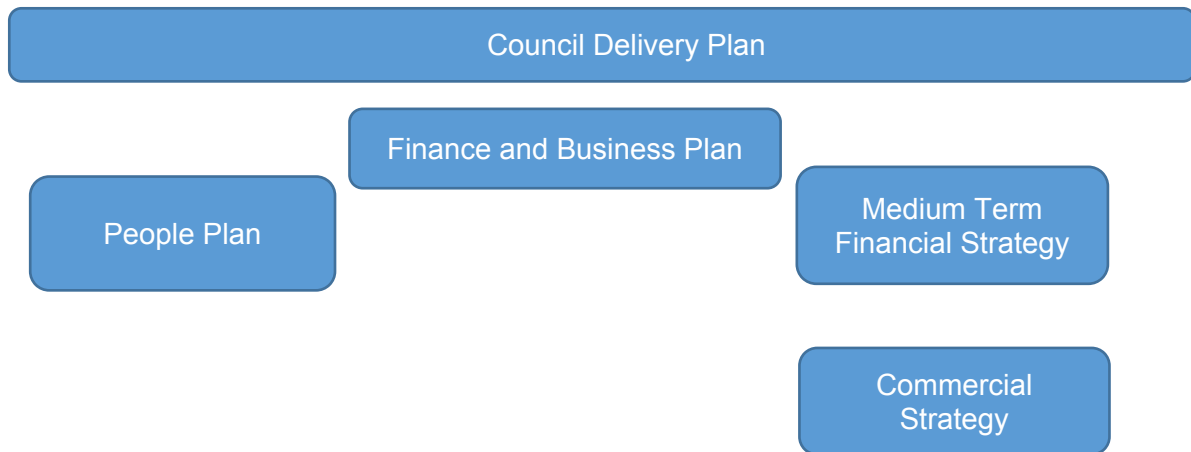 Council Delivery Plan
Finance and Business Plan
People Plan
Medium Term
Financial Strategy
Commercial
Strategy